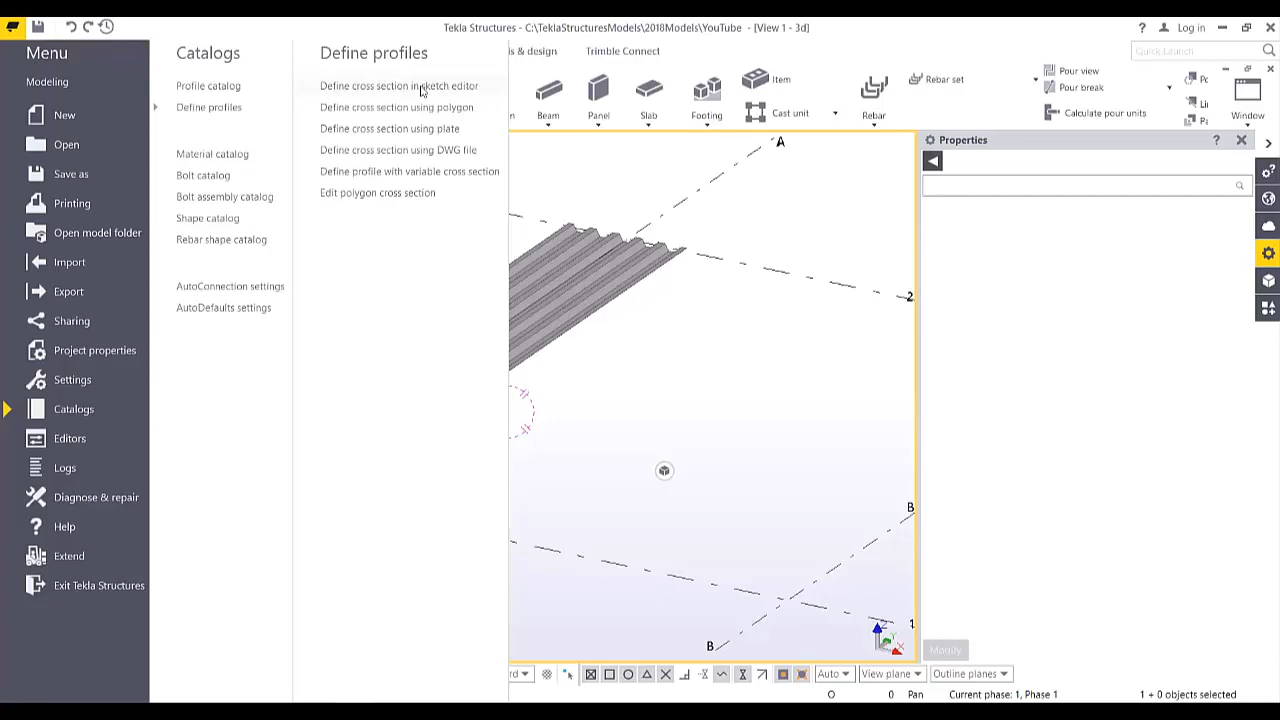 Tekla Structures - C:\TeklaStructuresModels\2018Models\YouTube - [View 1 - 3d]
Log in
Menu
Modeling
New
Open
Save as
Printing
Open model folder
Import
Export
Sharing
Project properties
Settings
Catalogs
Editors
Logs
Diagnose & repair
Help
Extend
Exit Tekla Structures
Catalogs
Profile catalog
Define profiles
Material catalog
Bolt catalog
Bolt assembly catalog
Shape catalog
Rebar shape catalog
AutoConnection settings
AutoDefaults settings
Define profiles
Define cross section in sketch editor
Define cross section using polygon
Define cross section using plate
Define cross section using DWG file
Define profile with variable cross section
Edit polygon cross section
is & design
Trimble Connect
Quick Launch
Beam
Panel
Slab
Footing
Item
Cast unit
Rebar
Rebar set
Pour view
Pour break
Calculate pour units
Window
Properties
A
2
B
1
B
Modify
Auto
View plane
Outline planes
O
0
Pan
Current phase: 1, Phase 1
1 + 0 objects selected